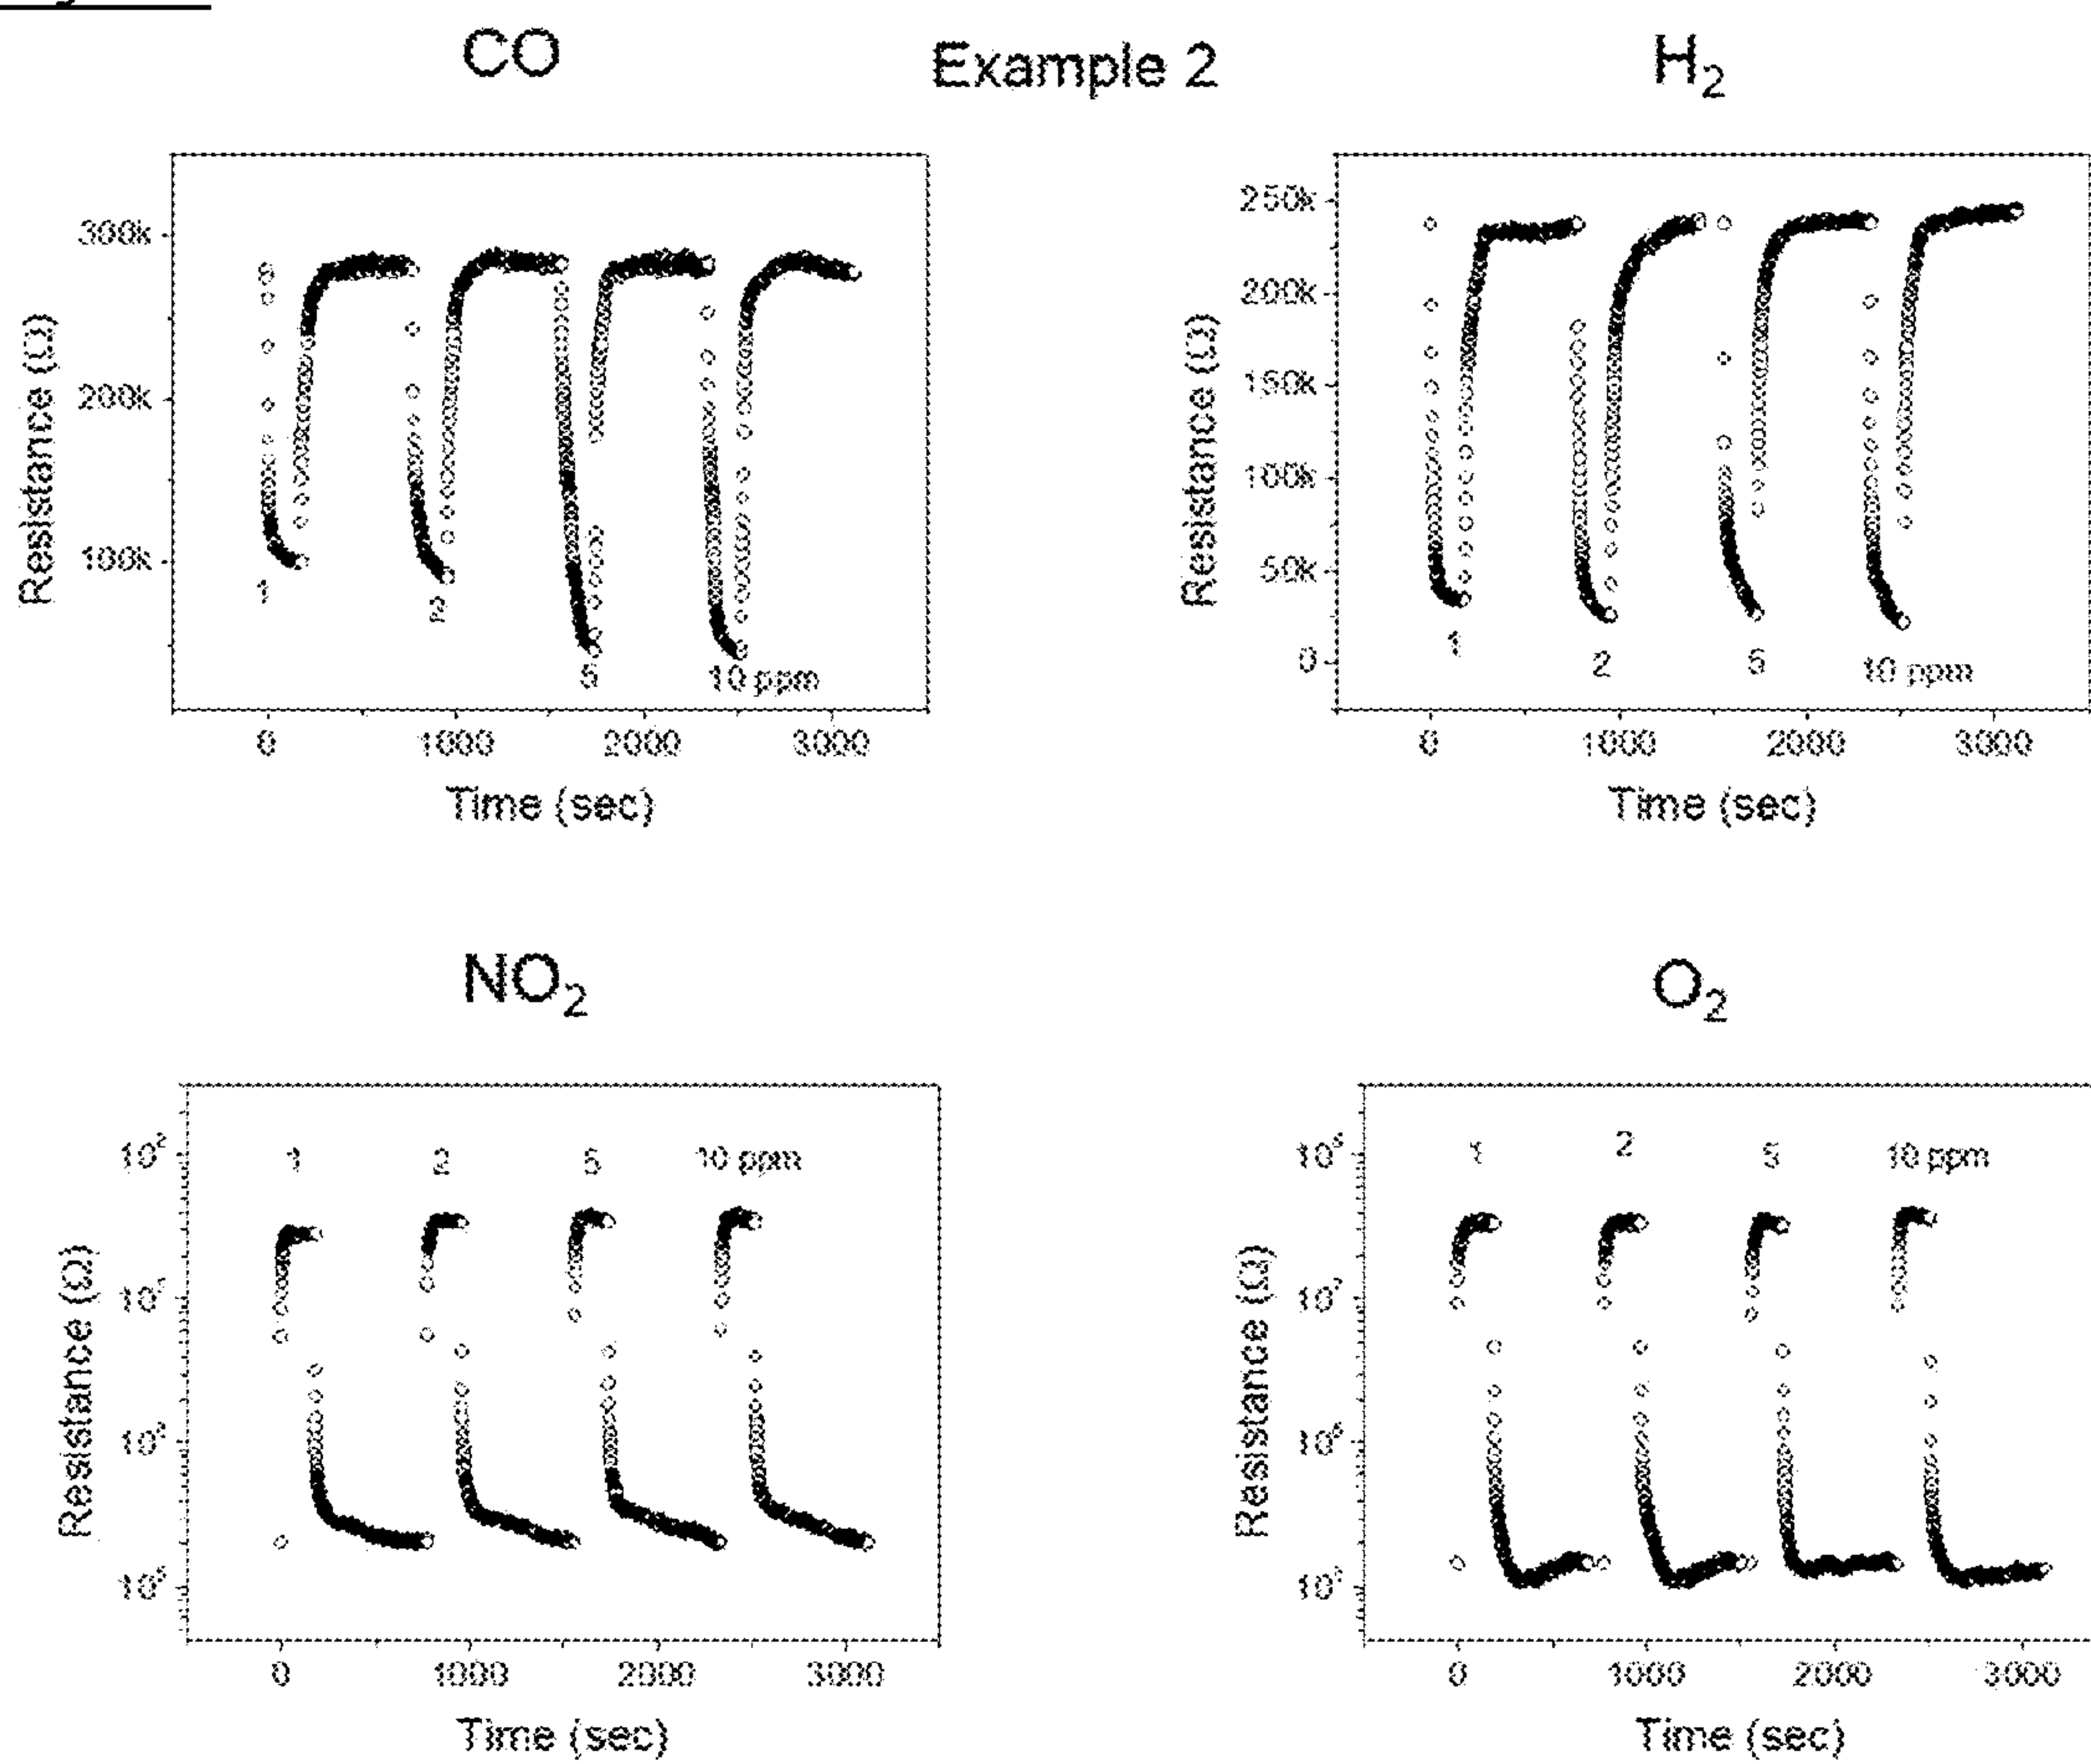 CO
Example 2
H2
300k
200k
100k
Resistance (Ω)
1
2
5
10 ppm
0 1000 2000 3000
Time (sec)
250k
200k
150k
100k
50k
0
Resistance (Ω)
1
2
5
10 ppm
0 1000 2000 3000
Time (sec)
NO2
O2
Resistance (Ω)
1 2 5 10 ppm
10⁵
0 1000 2000 3000
Time (sec)
Resistance (Ω)
1 2 5 10 ppm
0 1000 2000 3000
Time (sec)